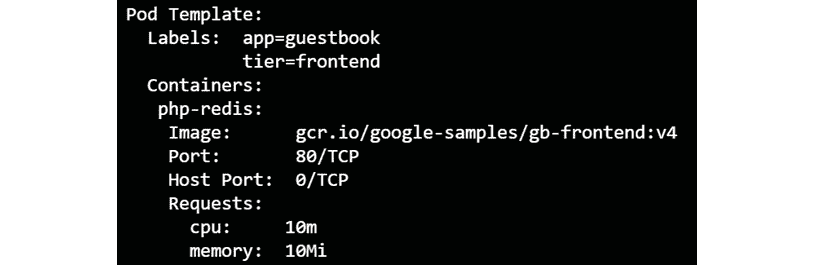 Pod Template:
Labels: app=guestbook
tier=frontend
Containers:
php-redis:
Image: gcr.io/google-samples/gb-frontend:v4
Port: 80/TCP
Host Port: 0/TCP
Requests:
cpu: 10m
memory: 10Mi